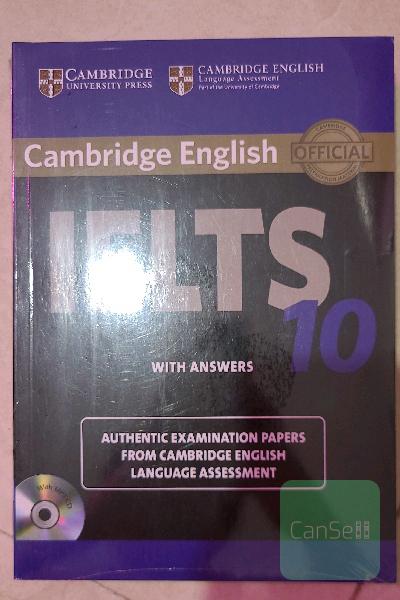 CAMBRIDGE
UNIVERSITY PRESS
CAMBRIDGE ENGLISH
Language Assessment
Part of the University of Cambridge
Cambridge English
CAMBRIDGE
OFFICIAL
IELTS
10
WITH ANSWERS
AUTHENTIC EXAMINATION PAPERS
FROM CAMBRIDGE ENGLISH
LANGUAGE ASSESSMENT
CanSell